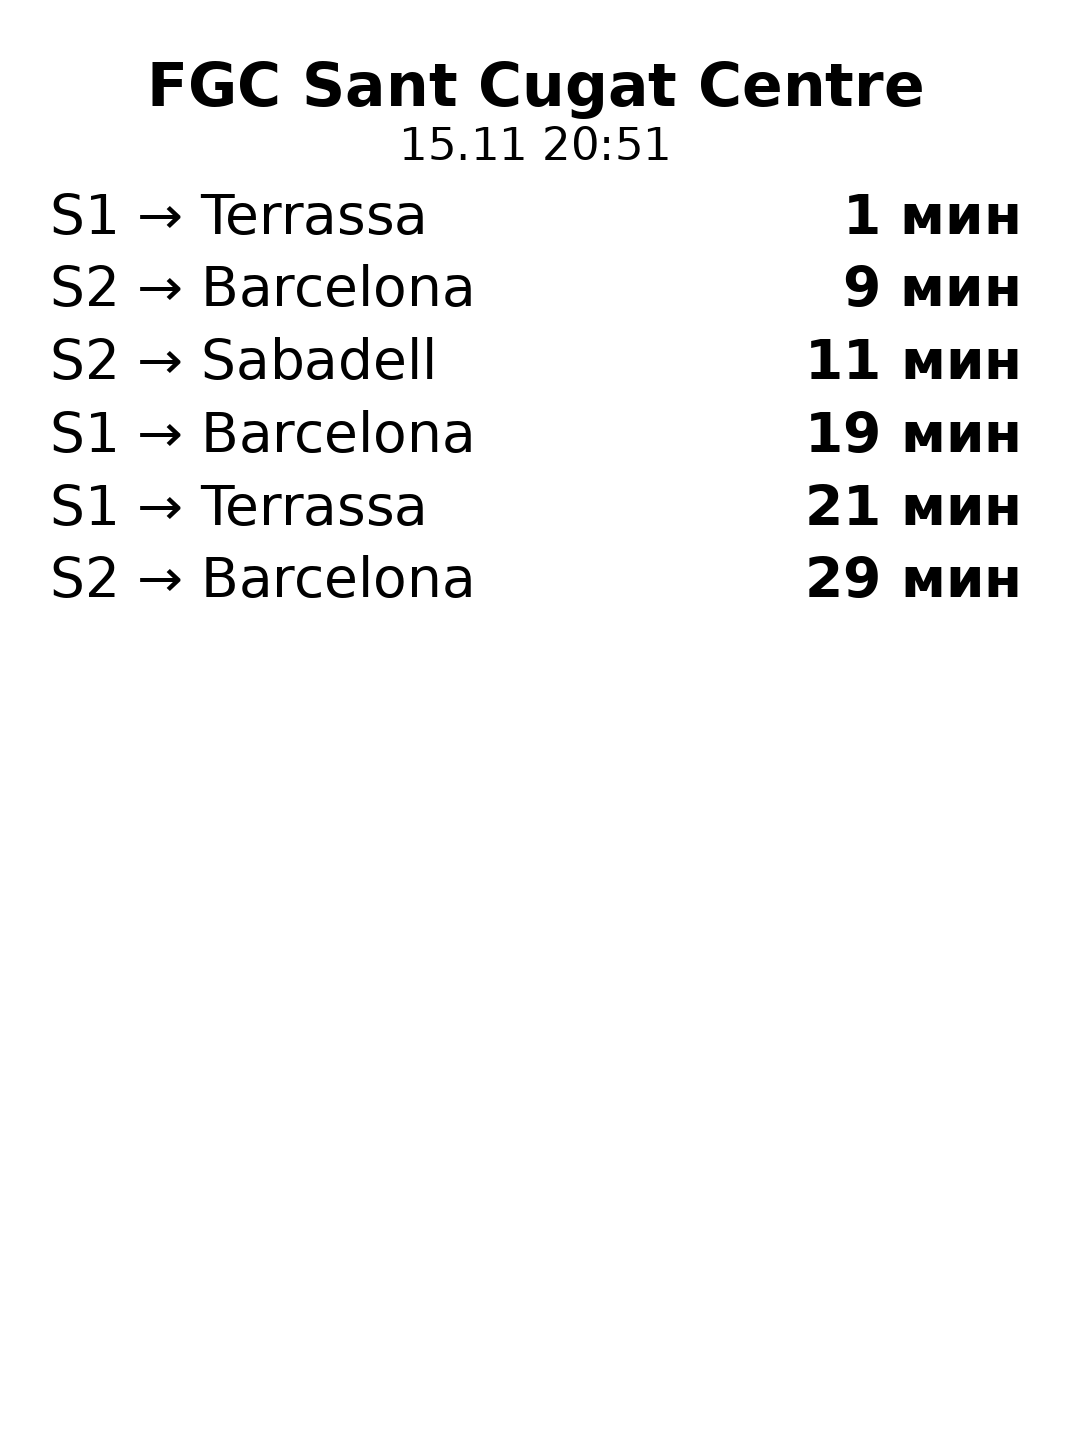 FGC Sant Cugat Centre
15.11 20:51
S1 → Terrassa 1 мин
S2 → Barcelona 9 мин
S2 → Sabadell 11 мин
S1 → Barcelona 19 мин
S1 → Terrassa 21 мин
S2 → Barcelona 29 мин